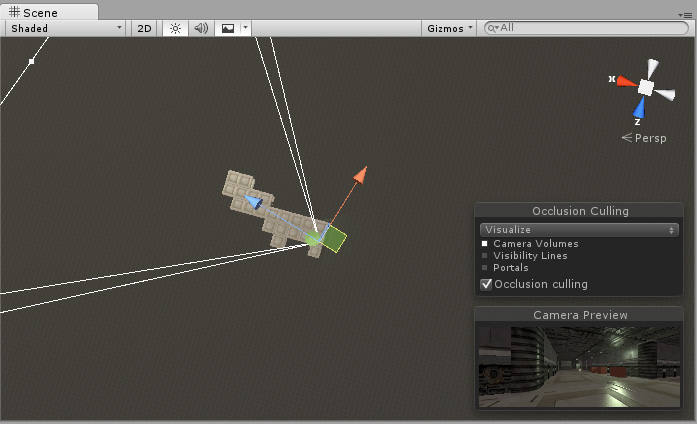 Scene
Shaded 2D Gizmos All
x
z
Persp
Occlusion Culling
Visualize
Camera Volumes
Visibility Lines
Portals
Occlusion culling
Camera Preview